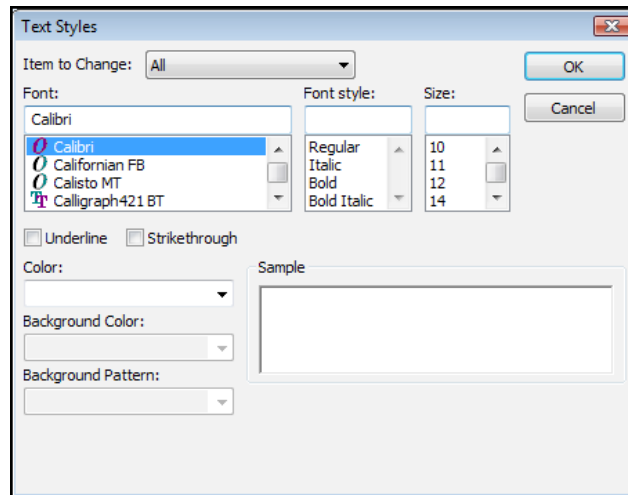 Text Styles
Item to Change: All
OK
Font: Font style: Size:
Cancel
Calibri
Calibri Regular 10
Californian FB Italic 11
Calisto MT Bold 12
Calligraph421 BT Bold Italic 14
Underline Strikethrough
Color: Sample
Background Color:
Background Pattern: